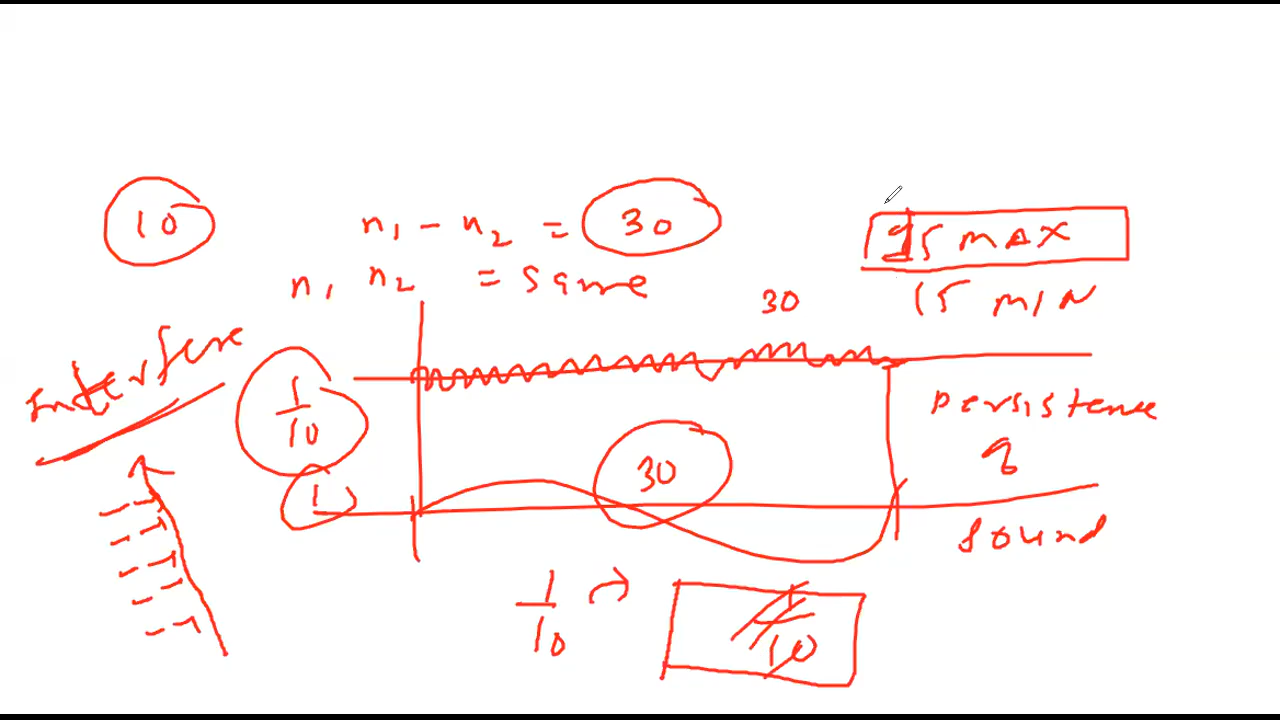 10
n₁ - n₂ = 30
15 MAX
n₁ n₂ = same
15 MIN
30
Interfere
1/10
Persistence
30
1
sound
1/10
1/10